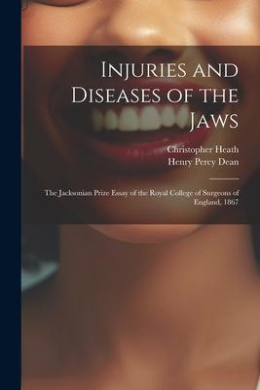 Injuries and
Diseases of the
Jaws
Christopher Heath
Henry Percy Dean
The Jacksonian Prize Essay of the Royal College of Surgeons of
England, 1867